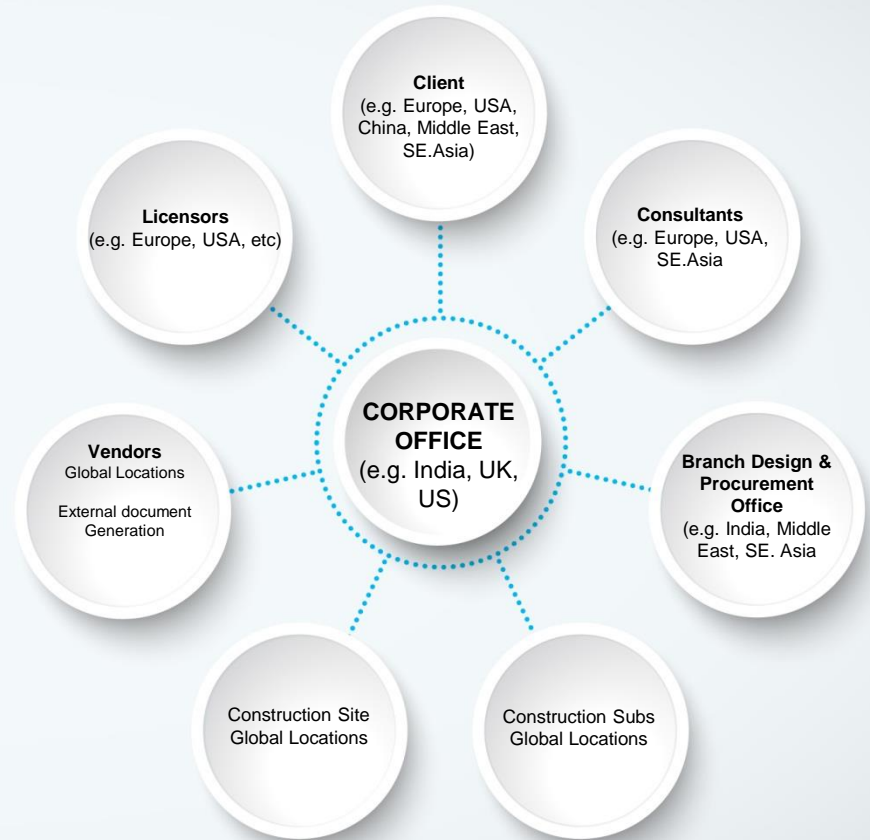 Client
(e.g. Europe, USA,
China, Middle East,
SE.Asia)
Licensors
(e.g. Europe, USA, etc)
Consultants
(e.g. Europe, USA,
SE.Asia
CORPORATE
OFFICE
(e.g. India, UK,
US)
Vendors
Global Locations
External document
Generation
Branch Design &
Procurement
Office
(e.g. India, Middle
East, SE. Asia
Construction Site
Global Locations
Construction Subs
Global Locations